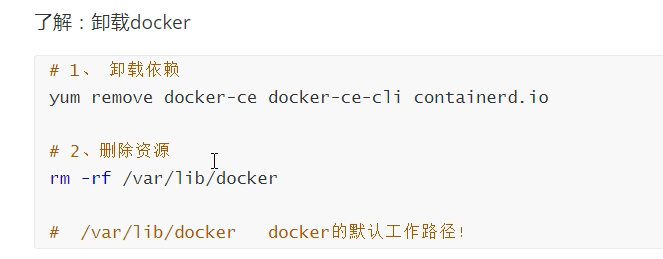 了解：卸载docker
# 1、 卸载依赖
yum remove docker-ce docker-ce-cli containerd.io
# 2、删除资源
rm -rf /var/lib/docker
#  /var/lib/docker   docker的默认工作路径！